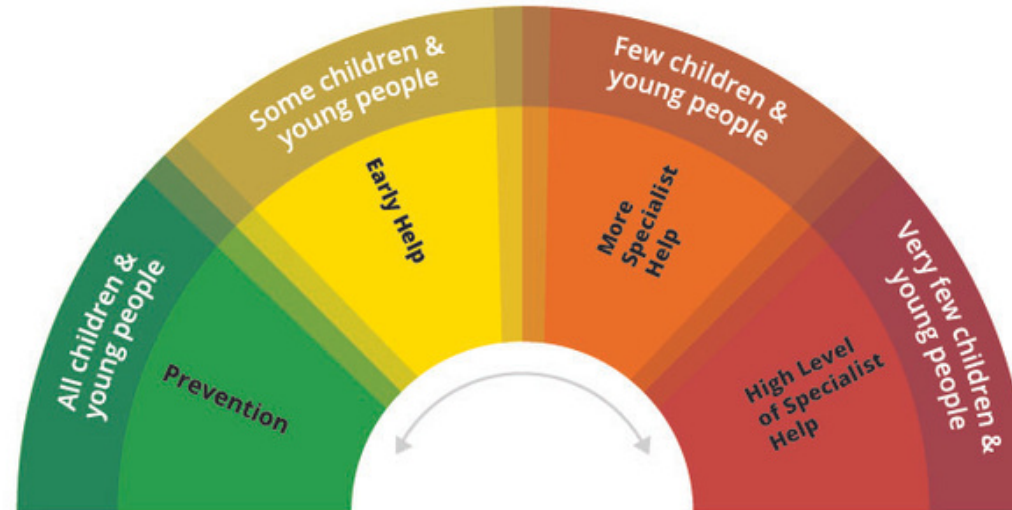 All children &
young people
Prevention
Some children &
young people
Early Help
Few children &
young people
More
Specialist
Help
Very few children &
young people
High Level
of Specialist
Help